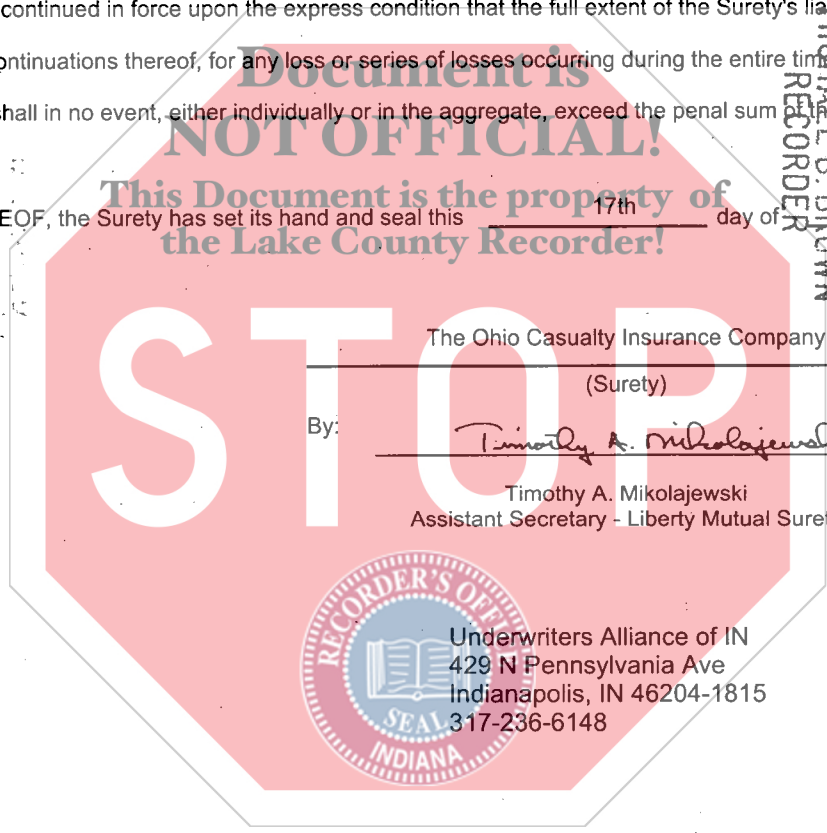 continued in force upon the express condition that the full extent of the Surety's lia
ontinuations thereof, for any loss or series of losses occurring during the entire tim
hall in no event, either individually or in the aggregate, exceed the penal sum of th
Document is
NOT OFFICIAL!
This Document is the property of
the Lake County Recorder!
EOF, the Surety has set its hand and seal this 17th day of
RECORDER
STOP
The Ohio Casualty Insurance Company
(Surety)
By:
Timothy A. Mikolajewsk
Timothy A. Mikolajewski
Assistant Secretary - Liberty Mutual Suret
RECORDER'S OFFICE
SEAL
INDIANA
Underwriters Alliance of IN
429 N Pennsylvania Ave
Indianapolis, IN 46204-1815
317-236-6148